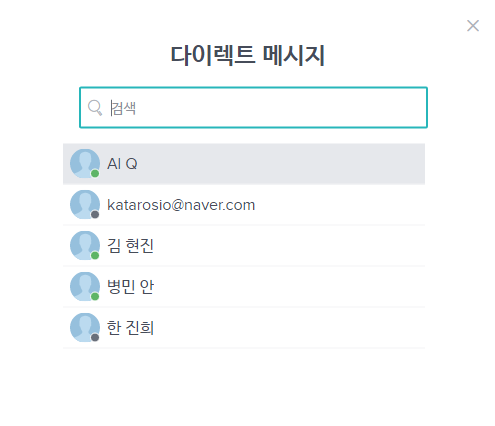 다이렉트 메시지
검색
AI Q
katarosio@naver.com
김 현진
병민 안
한 진희